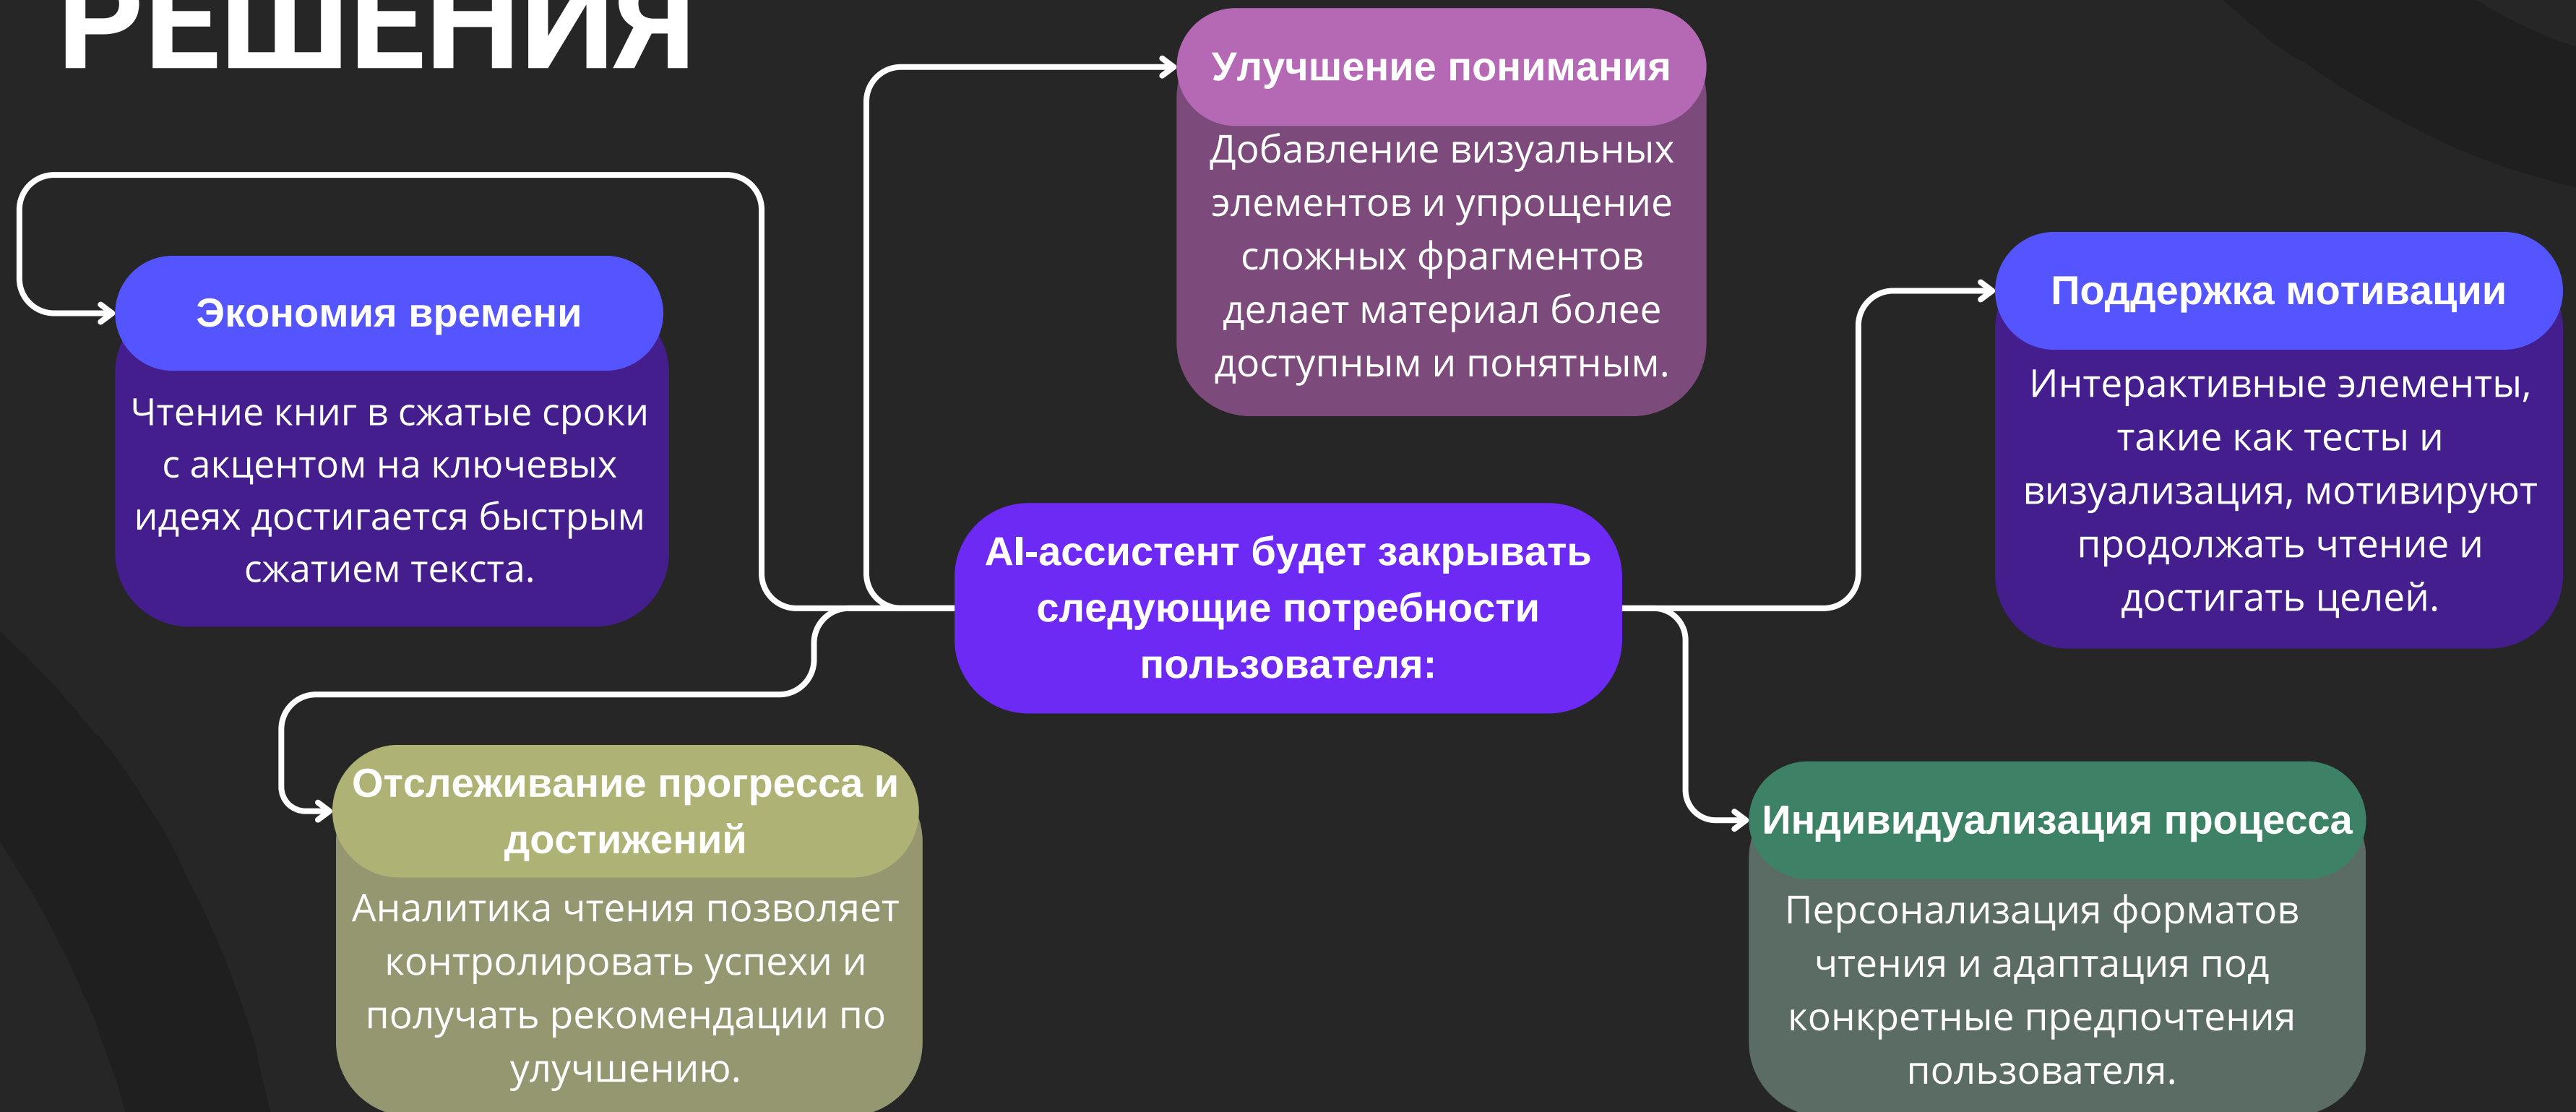 РЕШЕНИЯ
Улучшение понимания
Добавление визуальных
элементов и упрощение
сложных фрагментов
делает материал более
доступным и понятным.
Экономия времени
Чтение книг в сжатые сроки
с акцентом на ключевых
идеях достигается быстрым
сжатием текста.
Поддержка мотивации
Интерактивные элементы,
такие как тесты и
визуализация, мотивируют
продолжать чтение и
достигать целей.
AI-ассистент будет закрывать
следующие потребности
пользователя:
Отслеживание прогресса и
достижений
Аналитика чтения позволяет
контролировать успехи и
получать рекомендации по
улучшению.
Индивидуализация процесса
Персонализация форматов
чтения и адаптация под
конкретные предпочтения
пользователя.